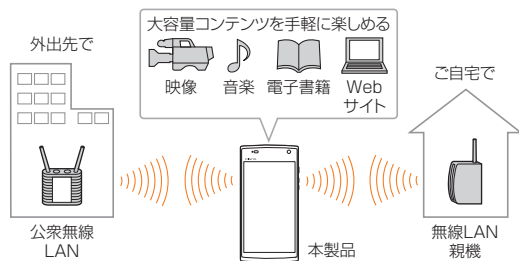 大容量コンテンツを手軽に楽しめる
外出先で
映像
音楽
電子書籍
Web
サイト
ご自宅で
公衆無線
LAN
本製品
無線LAN
親機